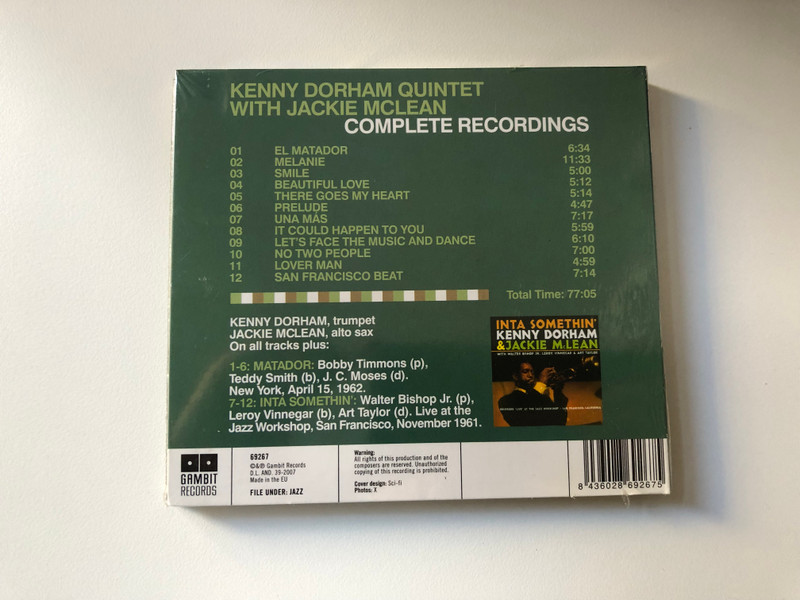 KENNY DORHAM QUINTET
WITH JACKIE MCLEAN
COMPLETE RECORDINGS
01 EL MATADOR 6:34
02 MELANIE 11:33
03 SMILE 5:00
04 BEAUTIFUL LOVE 5:12
05 THERE GOES MY HEART 5:14
06 PRELUDE 4:47
07 UNA MÁS 7:17
08 IT COULD HAPPEN TO YOU 5:59
09 LET'S FACE THE MUSIC AND DANCE 6:10
10 NO TWO PEOPLE 7:00
11 LOVER MAN 4:59
12 SAN FRANCISCO BEAT 7:14
Total Time: 77:05
KENNY DORHAM, trumpet
JACKIE MCLEAN, alto sax
On all tracks plus:
1-6: MATADOR: Bobby Timmons (p),
Teddy Smith (b), J. C. Moses (d).
New York, April 15, 1962.
7-12: INTA SOMETHIN': Walter Bishop Jr. (p),
Leroy Vinnegar (b), Art Taylor (d). Live at the
Jazz Workshop, San Francisco, November 1961.
INTA SOMETHIN'
KENNY DORHAM
& JACKIE McLEAN
WITH WALTER BISHOP JR. LEROY VINNEGAR & ART TAYLOR
GAMBIT
RECORDS
69267
©&℗ Gambit Records
D.L. AND. 39-2007
Made in the EU
FILE UNDER: JAZZ
Warning:
All rights of this production and of the
composers are reserved. Unauthorized
copying of this recording is prohibited.
Cover design: Sci-fi
Photos: X
8 436028 692675